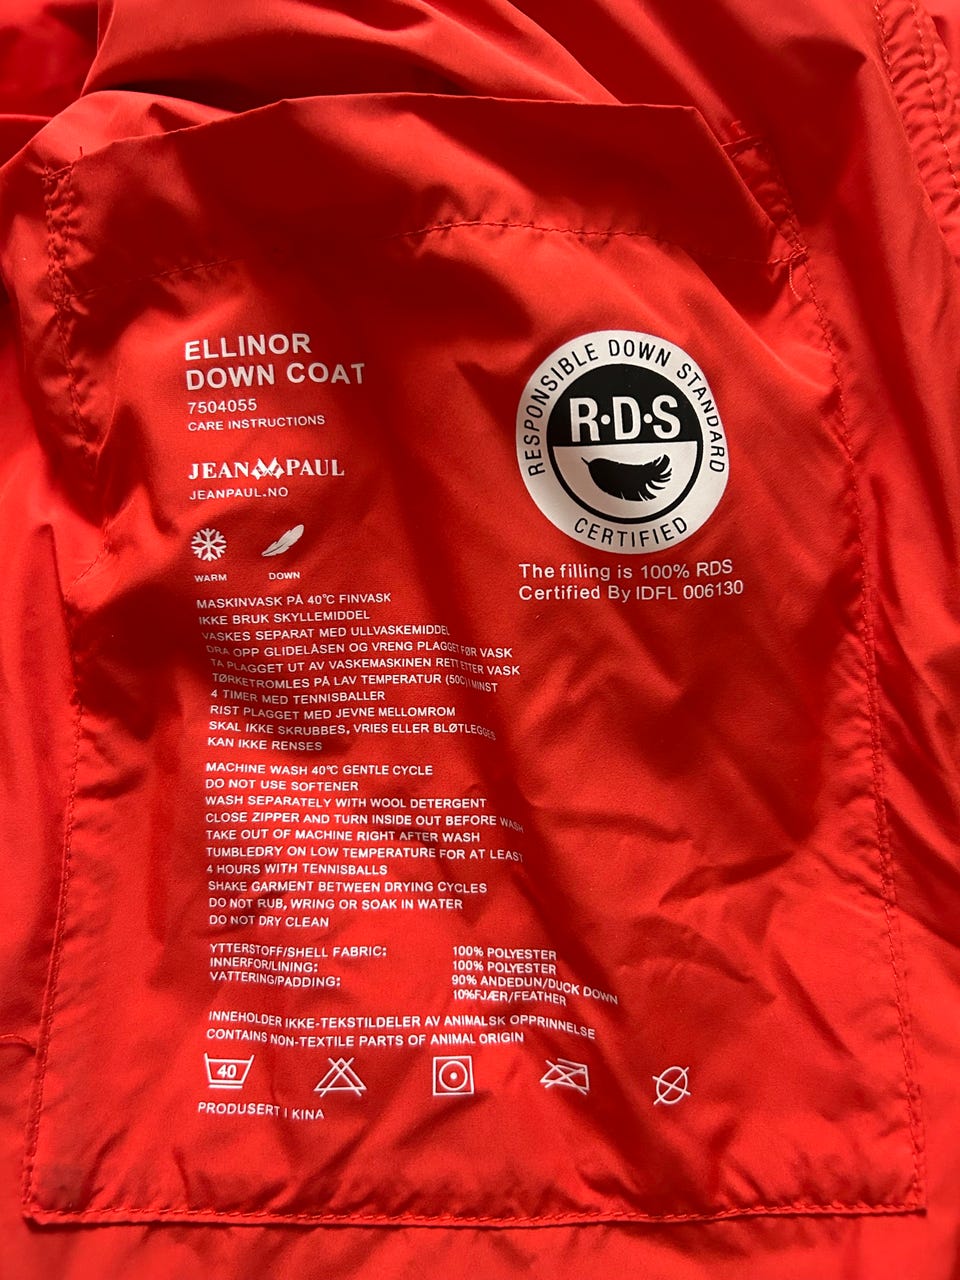 ELLINOR
DOWN COAT
7504055
CARE INSTRUCTIONS
JEAN PAUL
JEANPAUL.NO
WARM DOWN
RESPONSIBLE DOWN STANDARD
R·D·S
CERTIFIED
The filling is 100% RDS
Certified By IDFL 006130
MASKINVASK PÅ 40°C FINVASK
IKKE BRUK SKYLLEMIDDEL
VASKES SEPARAT MED ULLVASKEMIDDEL
DRA OPP GLIDELÅSEN OG VRENG PLAGGET FØR VASK
TA PLAGGET UT AV VASKEMASKINEN RETT ETTER VASK
TØRKETROMLES PÅ LAV TEMPERATUR (50C) I MINST
4 TIMER MED TENNISBALLER
RIST PLAGGET MED JEVNE MELLOMROM
SKAL IKKE SKRUBBES, VRIES ELLER BLØTLEGGES
KAN IKKE RENSES
MACHINE WASH 40°C GENTLE CYCLE
DO NOT USE SOFTENER
WASH SEPARATELY WITH WOOL DETERGENT
CLOSE ZIPPER AND TURN INSIDE OUT BEFORE WASH
TAKE OUT OF MACHINE RIGHT AFTER WASH
TUMBLEDRY ON LOW TEMPERATURE FOR AT LEAST
4 HOURS WITH TENNISBALLS
SHAKE GARMENT BETWEEN DRYING CYCLES
DO NOT RUB, WRING OR SOAK IN WATER
DO NOT DRY CLEAN
YTTERSTOFF/SHELL FABRIC: 100% POLYESTER
INNERFOR/LINING: 100% POLYESTER
VATTERING/PADDING: 90% ANDEDUN/DUCK DOWN
10%FJÆR/FEATHER
INNEHOLDER IKKE-TEKSTILDELER AV ANIMALSK OPPRINNELSE
CONTAINS NON-TEXTILE PARTS OF ANIMAL ORIGIN
40
PRODUSERT I KINA